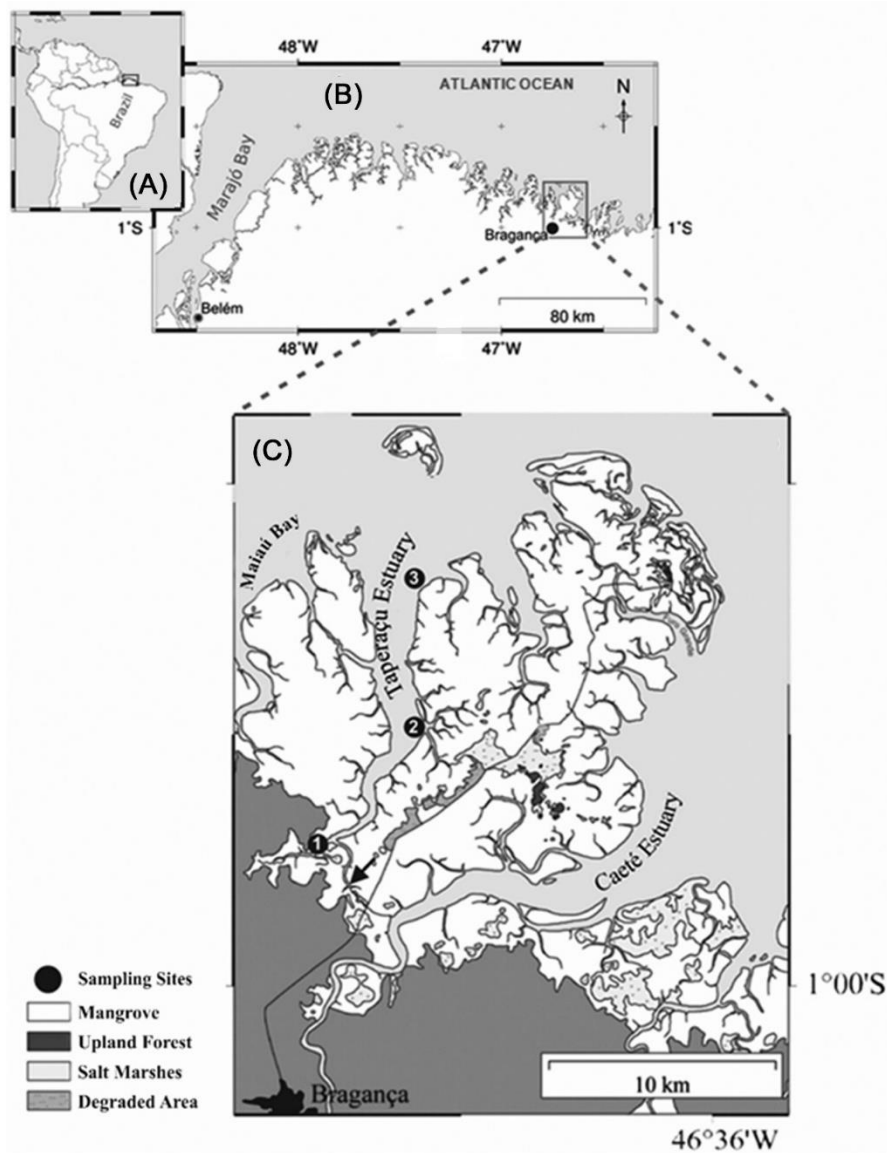 48°W 47°W
(B)
ATLANTIC OCEAN
N
Brazil
(A)
Marajó Bay
1°S
1°S
Bragança
Belém
80 km
48°W 47°W
(C)
Maiaú Bay
Taperaçu Estuary
3
2
1
Caeté Estuary
Sampling Sites
Mangrove
Upland Forest
Salt Marshes
Degraded Area
Bragança
10 km
1°00'S
46°36'W